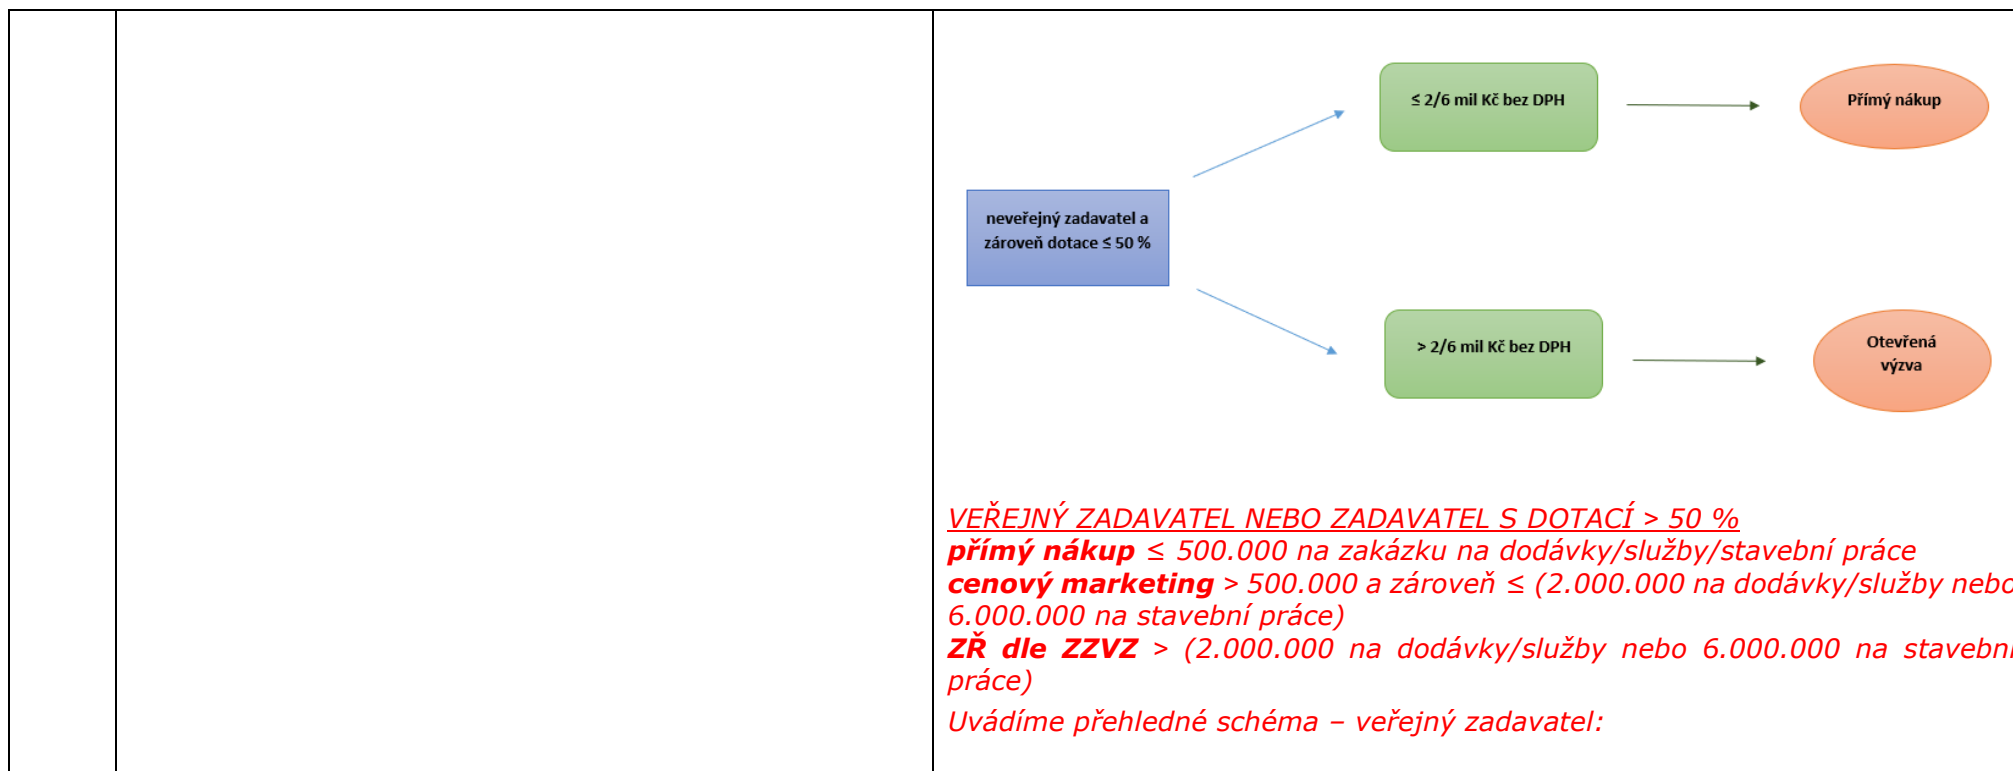 ≤ 2/6 mil Kč bez DPH
Přímý nákup
neveřejný zadavatel a
zároveň dotace ≤ 50 %
> 2/6 mil Kč bez DPH
Otevřená
výzva
VEŘEJNÝ ZADAVATEL NEBO ZADAVATEL S DOTACÍ > 50 %
přímý nákup ≤ 500.000 na zakázku na dodávky/služby/stavební práce
cenový marketing > 500.000 a zároveň ≤ (2.000.000 na dodávky/služby nebo
6.000.000 na stavební práce)
ZŘ dle ZZVZ > (2.000.000 na dodávky/služby nebo 6.000.000 na stavební
práce)
Uvádíme přehledné schéma – veřejný zadavatel: